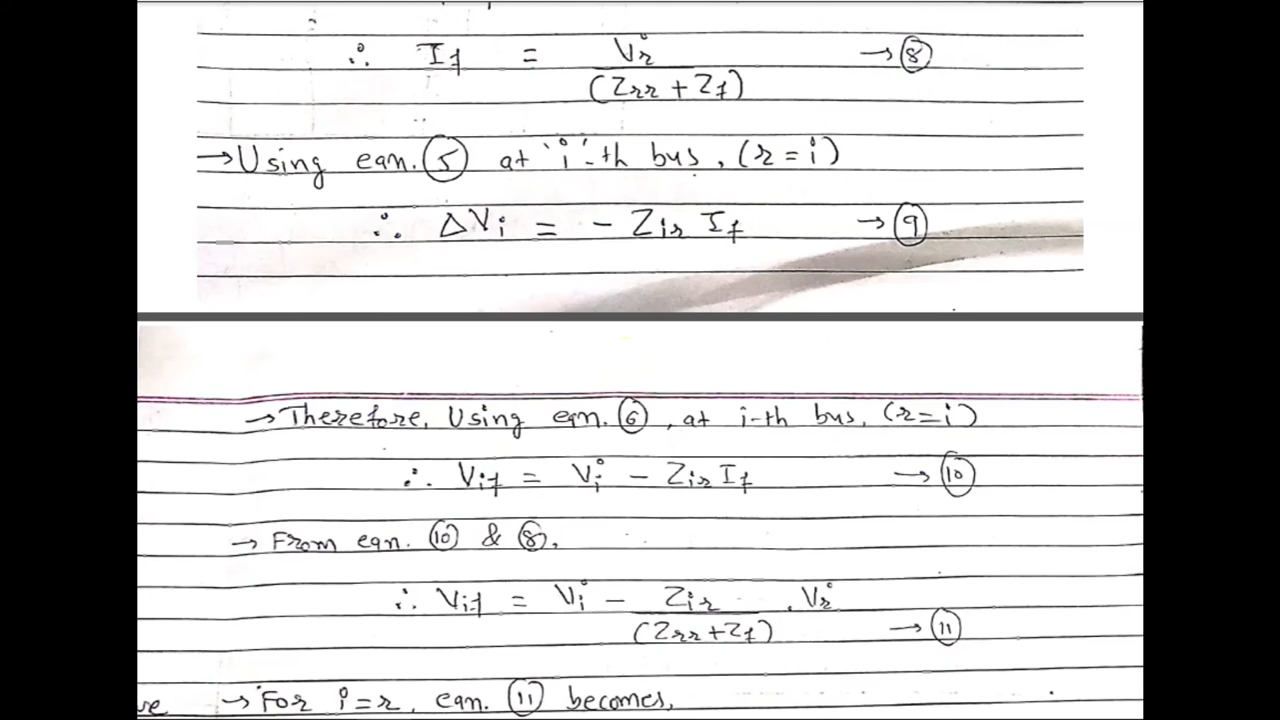 ∴ If = Vr°
(Zrr + Zf) → ⑧
→ Using eqn. ⑤ at 'i'-th bus, (r = i)
∴ ΔVi = - Zir If → ⑨
→ Therefore, Using eqn. ⑥, at i-th bus, (r=i)
∴ Vif = Vi° - Zir If → ⑩
→ From eqn. ⑩ & ⑧,
∴ Vif = Vi° - Zir . Vr°
(Zrr + Zf) → ⑪
→ For i=r, eqn. ⑪ becomes,